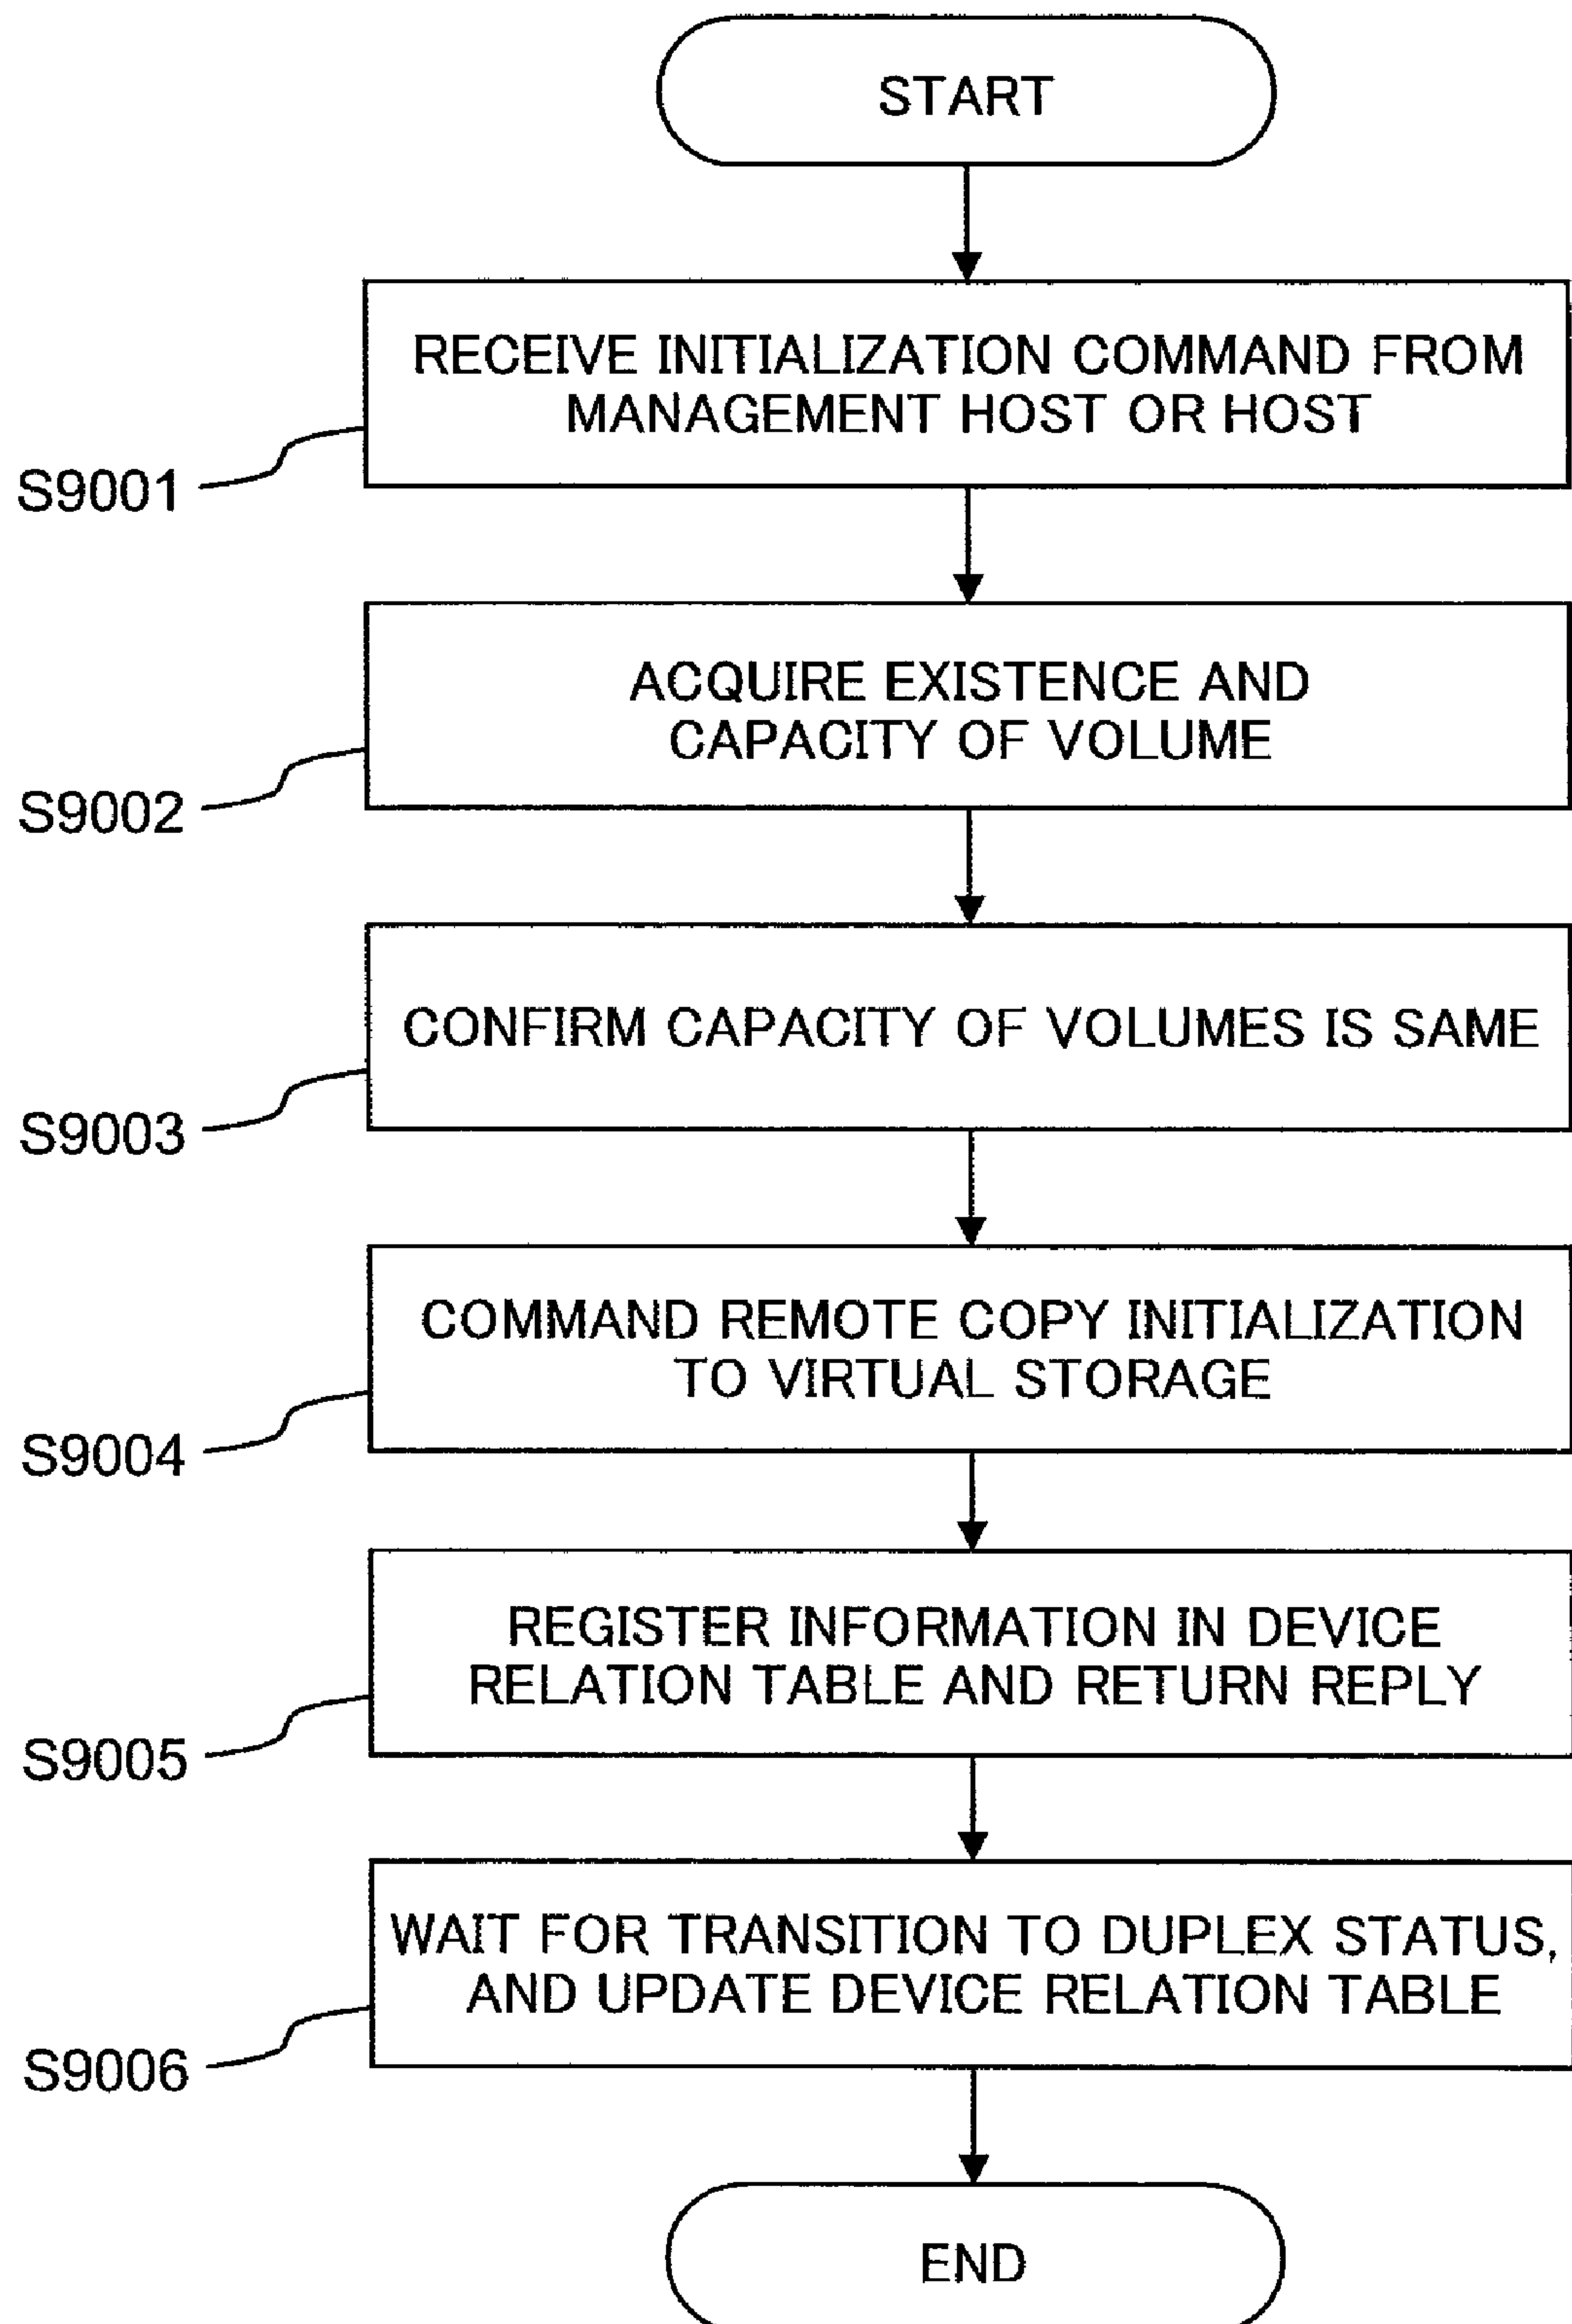 START
RECEIVE INITIALIZATION COMMAND FROM
MANAGEMENT HOST OR HOST
S9001
ACQUIRE EXISTENCE AND
CAPACITY OF VOLUME
S9002
CONFIRM CAPACITY OF VOLUMES IS SAME
S9003
COMMAND REMOTE COPY INITIALIZATION
TO VIRTUAL STORAGE
S9004
REGISTER INFORMATION IN DEVICE
RELATION TABLE AND RETURN REPLY
S9005
WAIT FOR TRANSITION TO DUPLEX STATUS,
AND UPDATE DEVICE RELATION TABLE
S9006
END